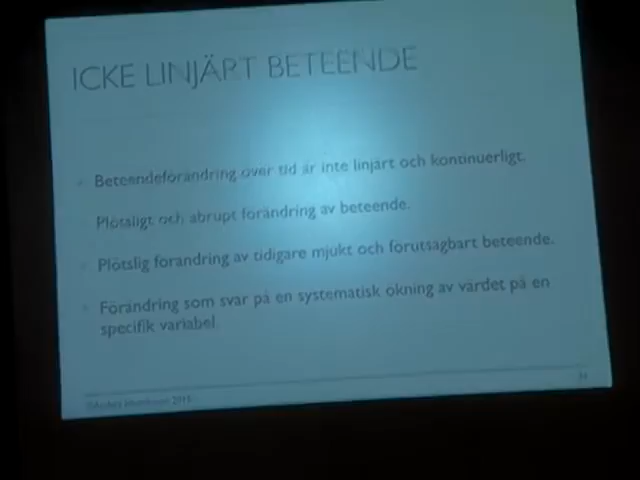 ICKE LINJÄRT BETEENDE
Beteendeförändring över tid är inte linjärt och kontinuerligt.
Plötsligt och abrupt förändring av beteende.
Plötslig förändring av tidigare mjukt och förutsägbart beteende.
Förändring som svar på en systematisk ökning av värdet på en
specifik variabel.